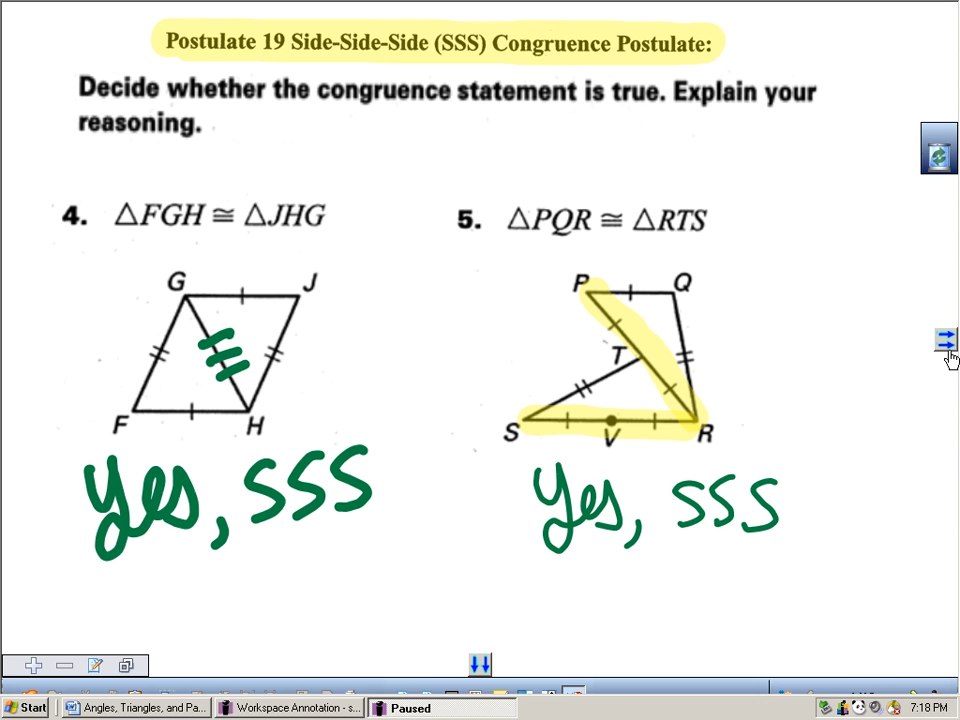 Postulate 19 Side-Side-Side (SSS) Congruence Postulate:
Decide whether the congruence statement is true. Explain your
reasoning.
4. △FGH ≅ △JHG
5. △PQR ≅ △RTS
G J
P Q
T
F H
S V R
yes, SSS
Yes, SSS
Start
Angles, Triangles, and Pa...
Workspace Annotation - s...
Paused
7:18 PM